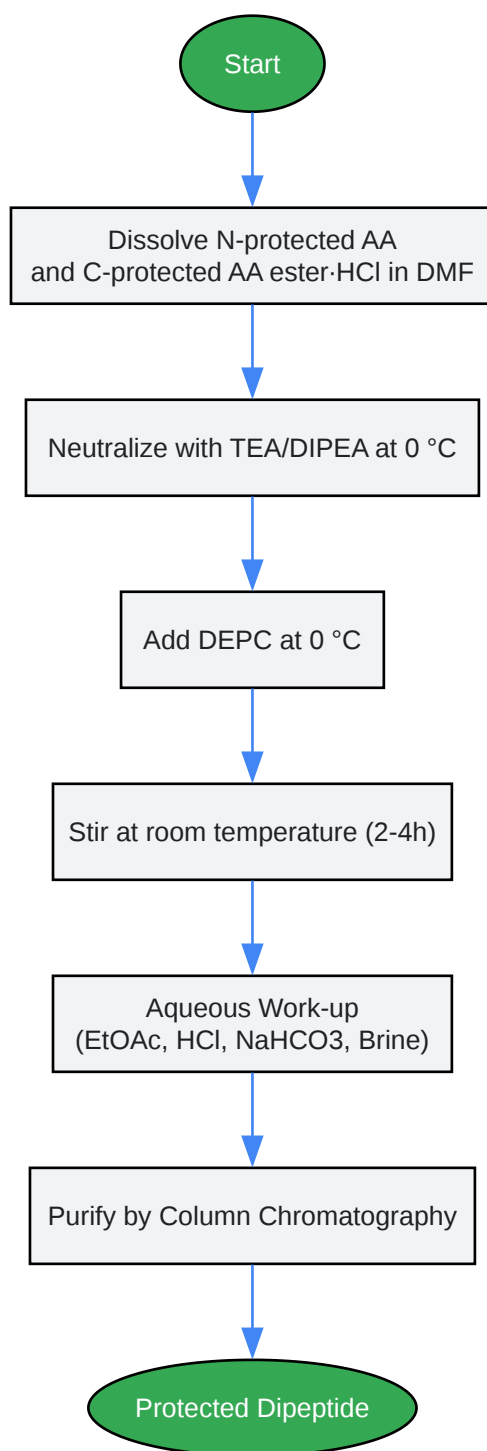 Start
Dissolve N-protected AA
and C-protected AA ester·HCl in DMF
Neutralize with TEA/DIPEA at 0 °C
Add DEPC at 0 °C
Stir at room temperature (2-4h)
Aqueous Work-up
(EtOAc, HCl, NaHCO3, Brine)
Purify by Column Chromatography
Protected Dipeptide